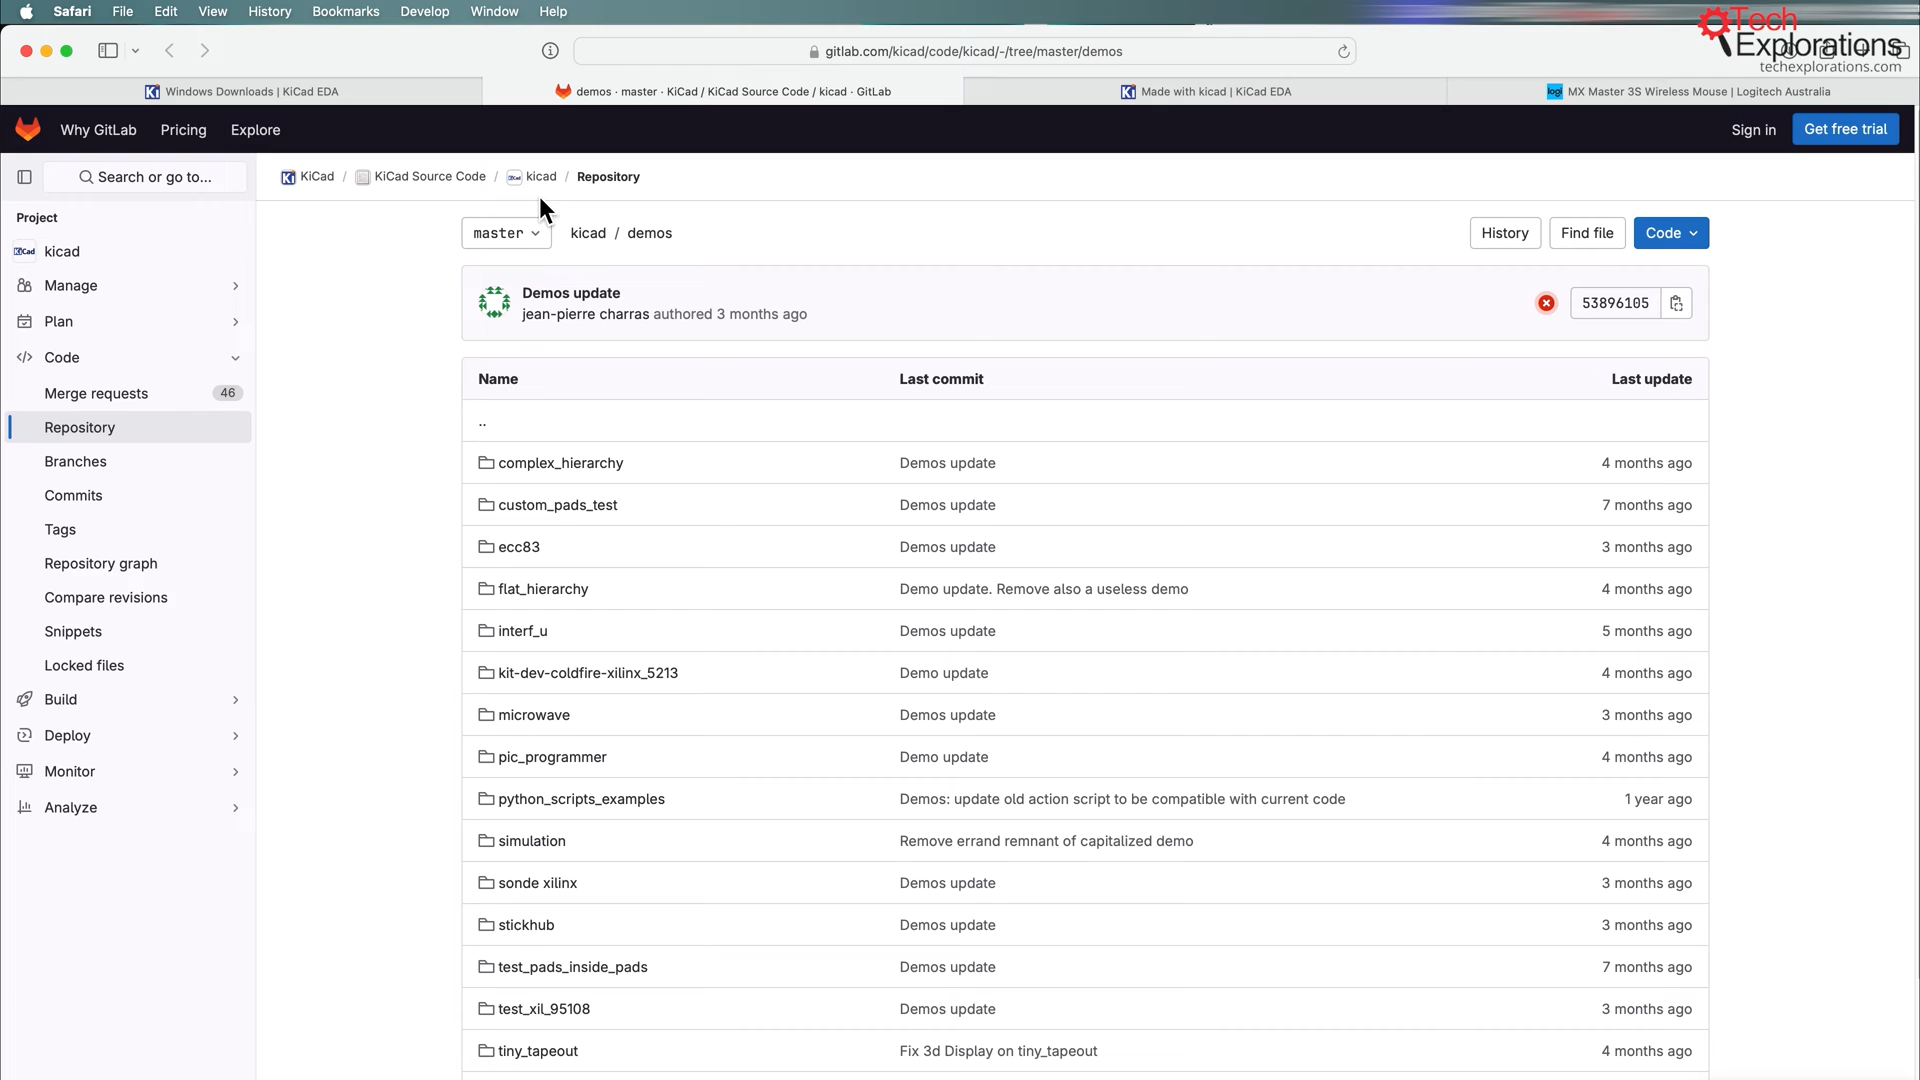 Safari File Edit View History Bookmarks Develop Window Help
Tech
Explorations
techexplorations.com
gitlab.com/kicad/code/kicad/-/tree/master/demos
Windows Downloads | KiCad EDA
demos · master · KiCad / KiCad Source Code / kicad · GitLab
Made with kicad | KiCad EDA
logi MX Master 3S Wireless Mouse | Logitech Australia
Why GitLab Pricing Explore Sign in Get free trial
Search or go to...
KiCad / KiCad Source Code / kicad / Repository
Project
kicad
Manage
Plan
Code
Merge requests 46
Repository
Branches
Commits
Tags
Repository graph
Compare revisions
Snippets
Locked files
Build
Deploy
Monitor
Analyze
master kicad / demos History Find file Code
Demos update
jean-pierre charras authored 3 months ago
53896105
Name Last commit Last update
..
complex_hierarchy Demos update 4 months ago
custom_pads_test Demos update 7 months ago
ecc83 Demos update 3 months ago
flat_hierarchy Demo update. Remove also a useless demo 4 months ago
interf_u Demos update 5 months ago
kit-dev-coldfire-xilinx_5213 Demo update 4 months ago
microwave Demos update 3 months ago
pic_programmer Demo update 4 months ago
python_scripts_examples Demos: update old action script to be compatible with current code 1 year ago
simulation Remove errand remnant of capitalized demo 4 months ago
sonde xilinx Demos update 3 months ago
stickhub Demos update 3 months ago
test_pads_inside_pads Demos update 7 months ago
test_xil_95108 Demos update 3 months ago
tiny_tapeout Fix 3d Display on tiny_tapeout 4 months ago